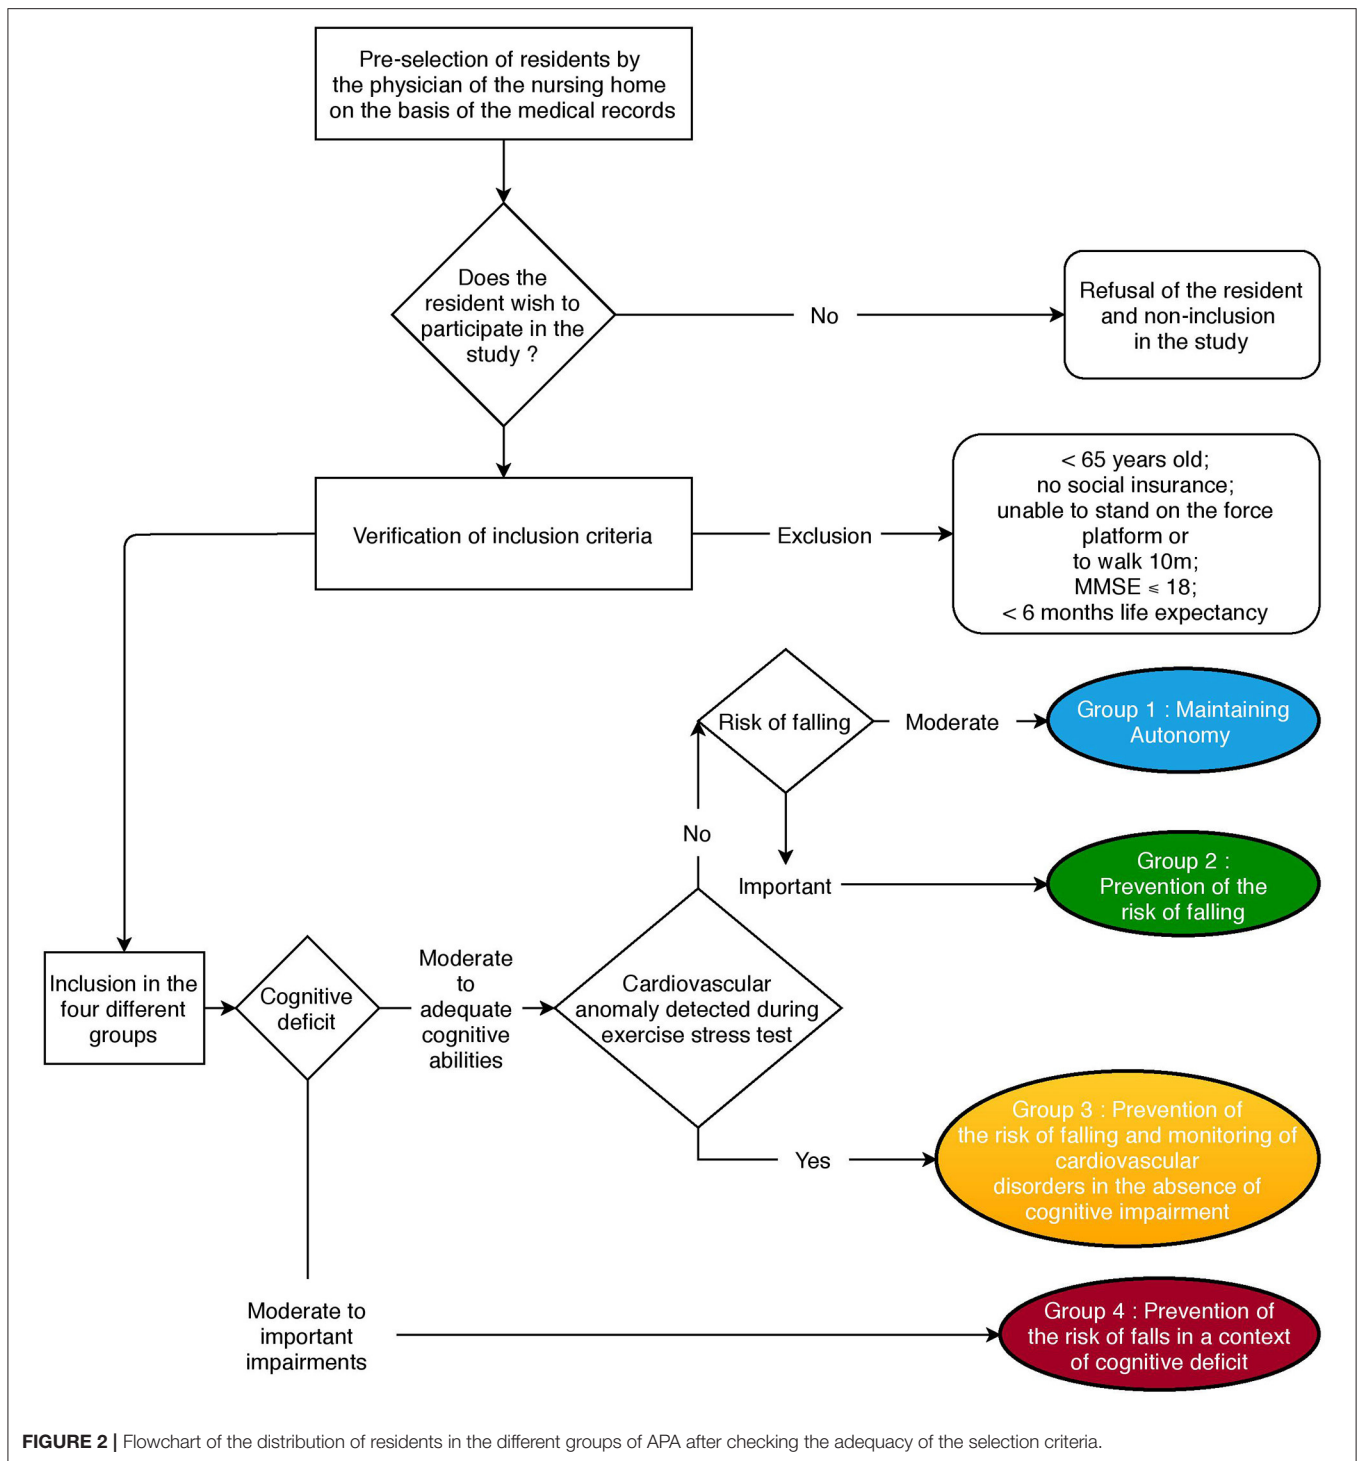 Pre-selection of residents by
the physician of the nursing home
on the basis of the medical records
Does the
resident wish to
participate in the
study ?
No
Refusal of the resident
and non-inclusion
in the study
Verification of inclusion criteria
Exclusion
< 65 years old;
no social insurance;
unable to stand on the force
platform or
to walk 10m;
MMSE ⩽ 18;
< 6 months life expectancy
Risk of falling
Moderate
Group 1 : Maintaining
Autonomy
No
Important
Group 2 :
Prevention of the
risk of falling
Inclusion in the
four different
groups
Cognitive
deficit
Moderate
to
adequate
cognitive
abilities
Cardiovascular
anomaly detected during
exercise stress test
Yes
Group 3 : Prevention of
the risk of falling and monitoring of
cardiovascular
disorders in the absence of
cognitive impairment
Moderate to
important
impairments
Group 4 : Prevention of
the risk of falls in a context
of cognitive deficit
FIGURE 2 | Flowchart of the distribution of residents in the different groups of APA after checking the adequacy of the selection criteria.